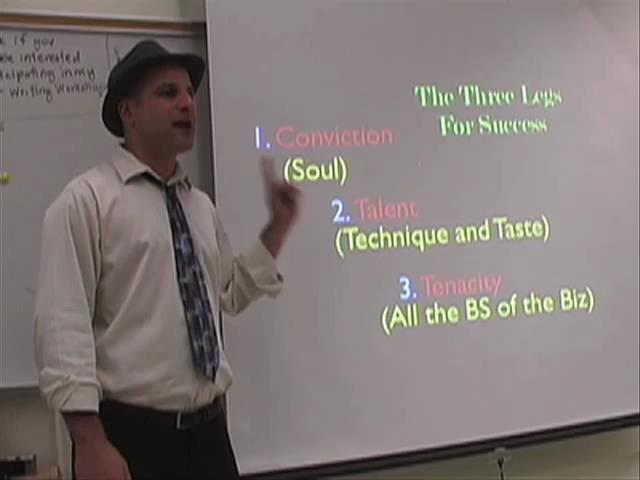 if you
be interested
in my
Writing Workshop
The Three Legs
For Success
1. Conviction
(Soul)
2. Talent
(Technique and Taste)
3. Tenacity
(All the BS of the Biz)